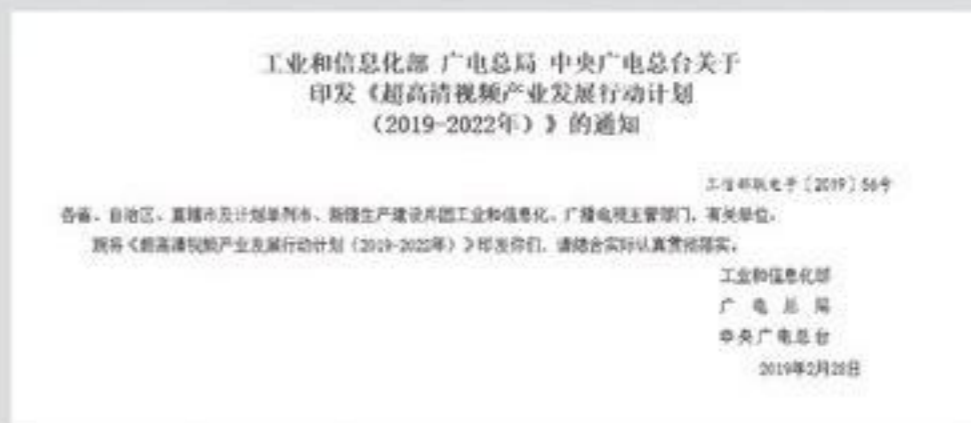 工业和信息化部 广电总局 中央广电总台关于
印发《超高清视频产业发展行动计划
（2019-2022年）》的通知
工信部联电子〔2019〕56号
各省、自治区、直辖市及计划单列市、新疆生产建设兵团工业和信息化、广播电视主管部门，有关单位：
现将《超高清视频产业发展行动计划（2019-2022年）》印发你们，请结合实际认真贯彻落实。
工业和信息化部
广电总局
中央广电总台
2019年2月28日